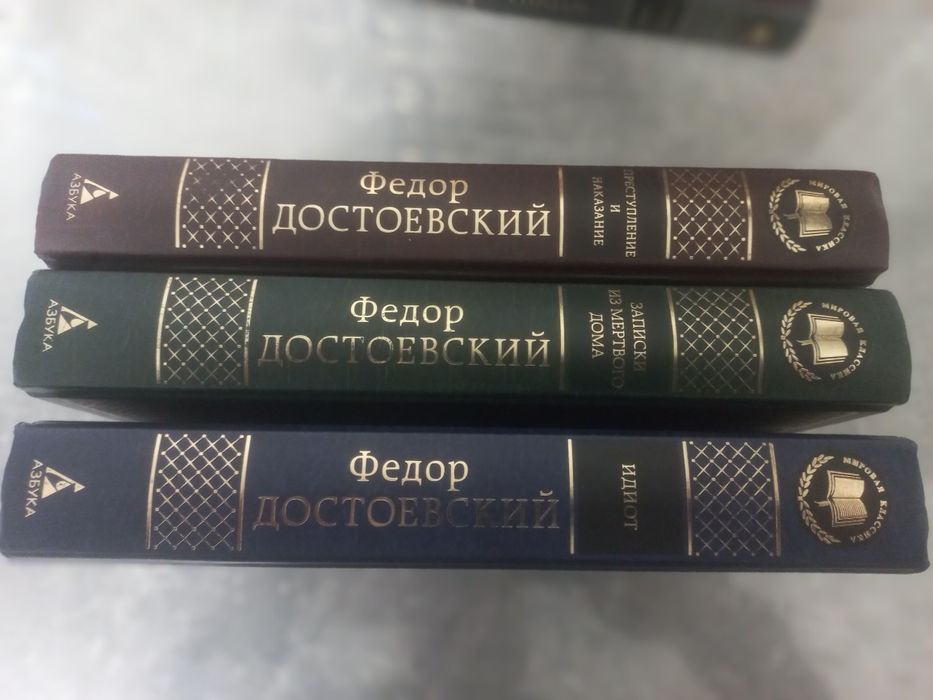 АЗБУКА
Федор
ДОСТОЕВСКИЙ
ПРЕСТУПЛЕНИЕ
И
НАКАЗАНИЕ
МИРОВАЯ КЛАССИКА
АЗБУКА
Федор
ДОСТОЕВСКИЙ
ЗАПИСКИ
ИЗ МЕРТВОГО
ДОМА
МИРОВАЯ КЛАССИКА
АЗБУКА
Федор
ДОСТОЕВСКИЙ
ИДИОТ
МИРОВАЯ КЛАССИКА